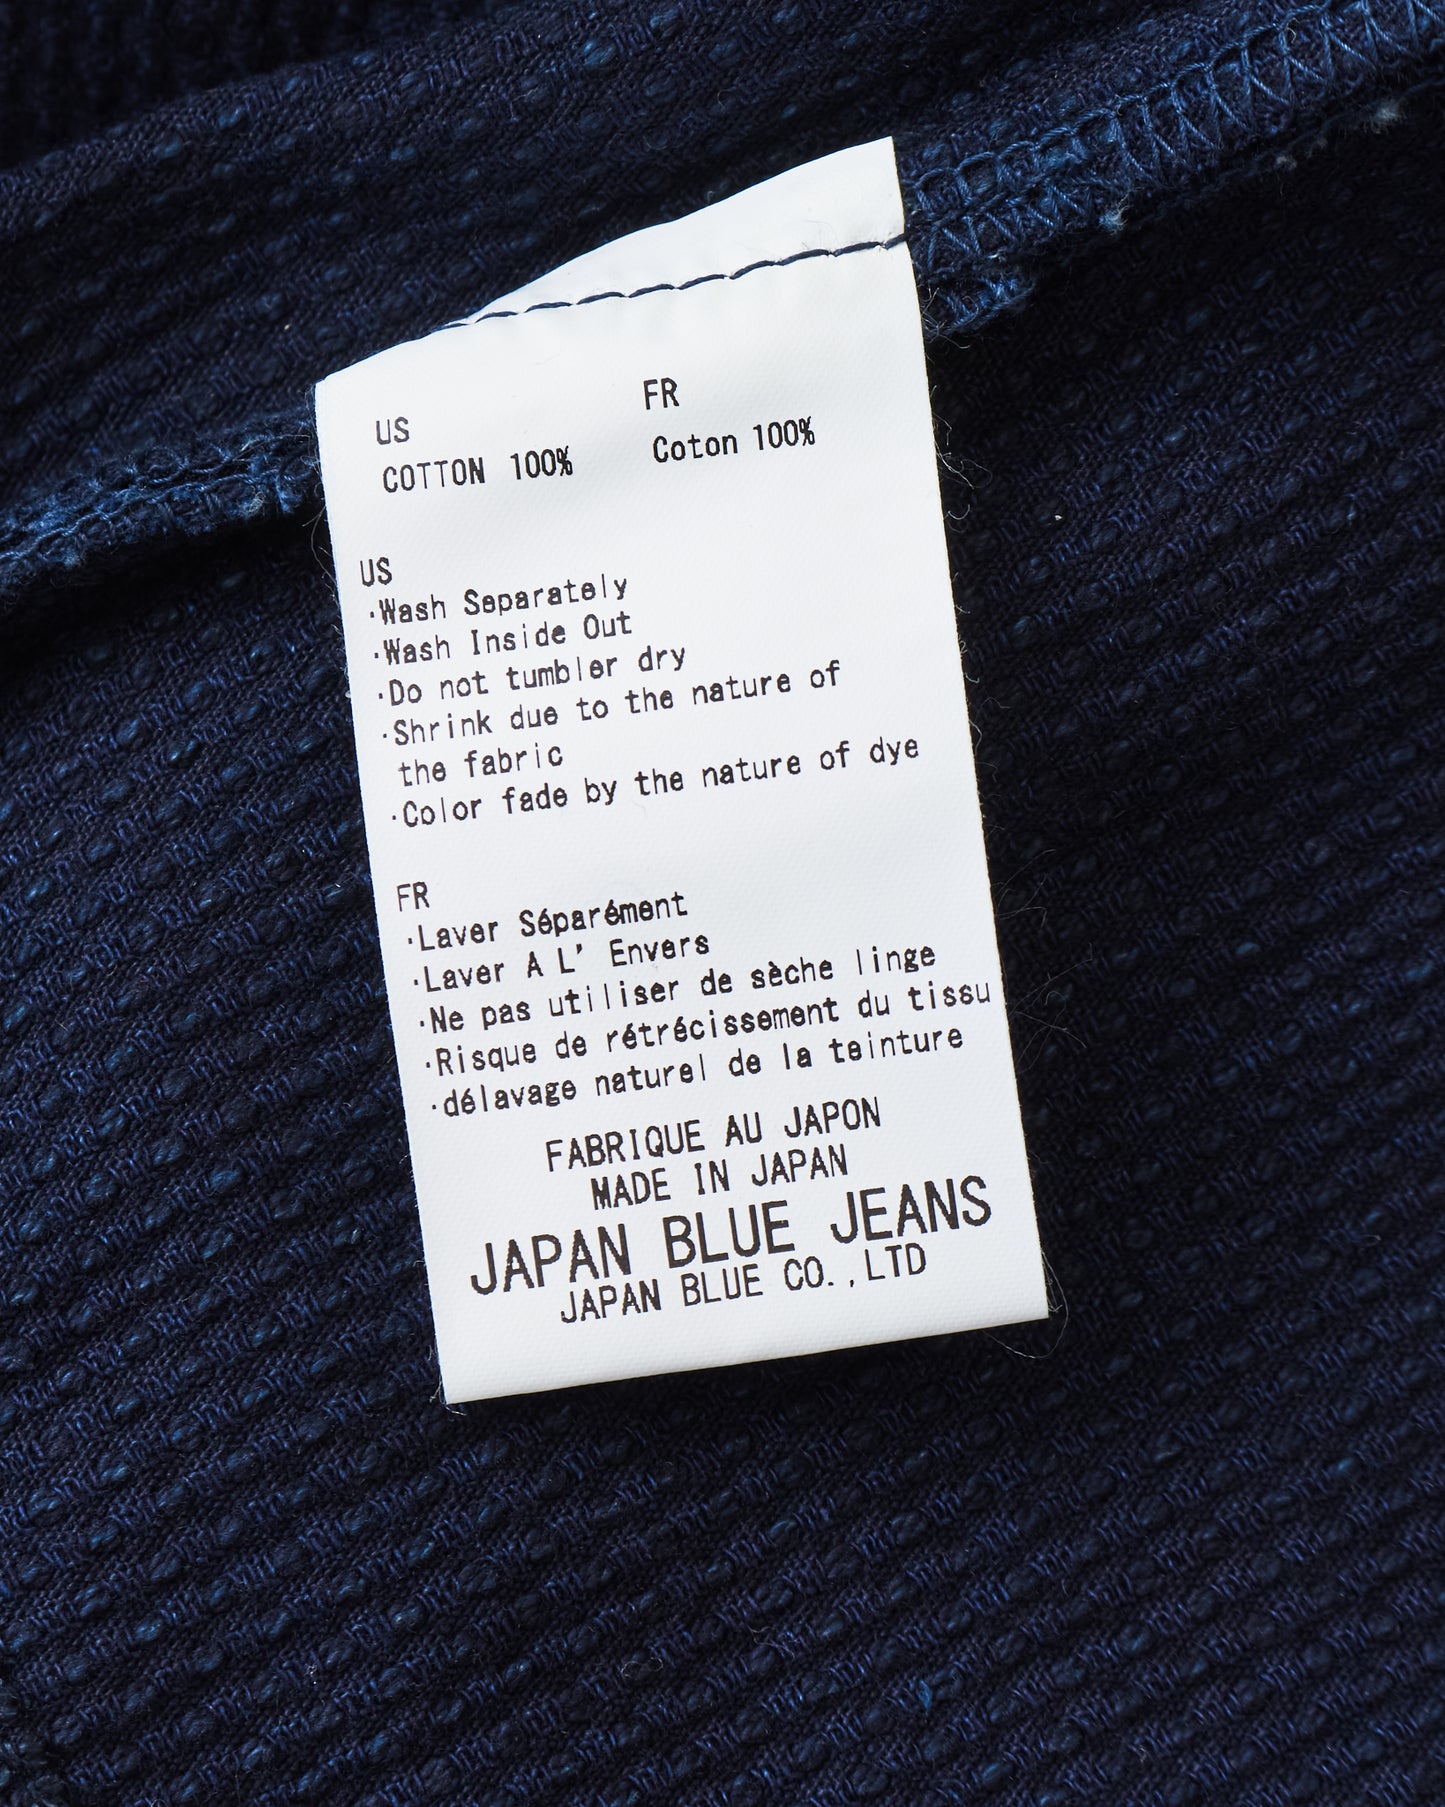 US
COTTON 100%
FR
Coton 100%
US
·Wash Separately
·Wash Inside Out
·Do not tumbler dry
·Shrink due to the nature of
the fabric
·Color fade by the nature of dye
FR
·Laver Séparément
·Laver A L' Envers
·Ne pas utiliser de sèche linge
·Risque de rétrécissement du tissu
·délavage naturel de la teinture
FABRIQUE AU JAPON
MADE IN JAPAN
JAPAN BLUE JEANS
JAPAN BLUE CO.,LTD